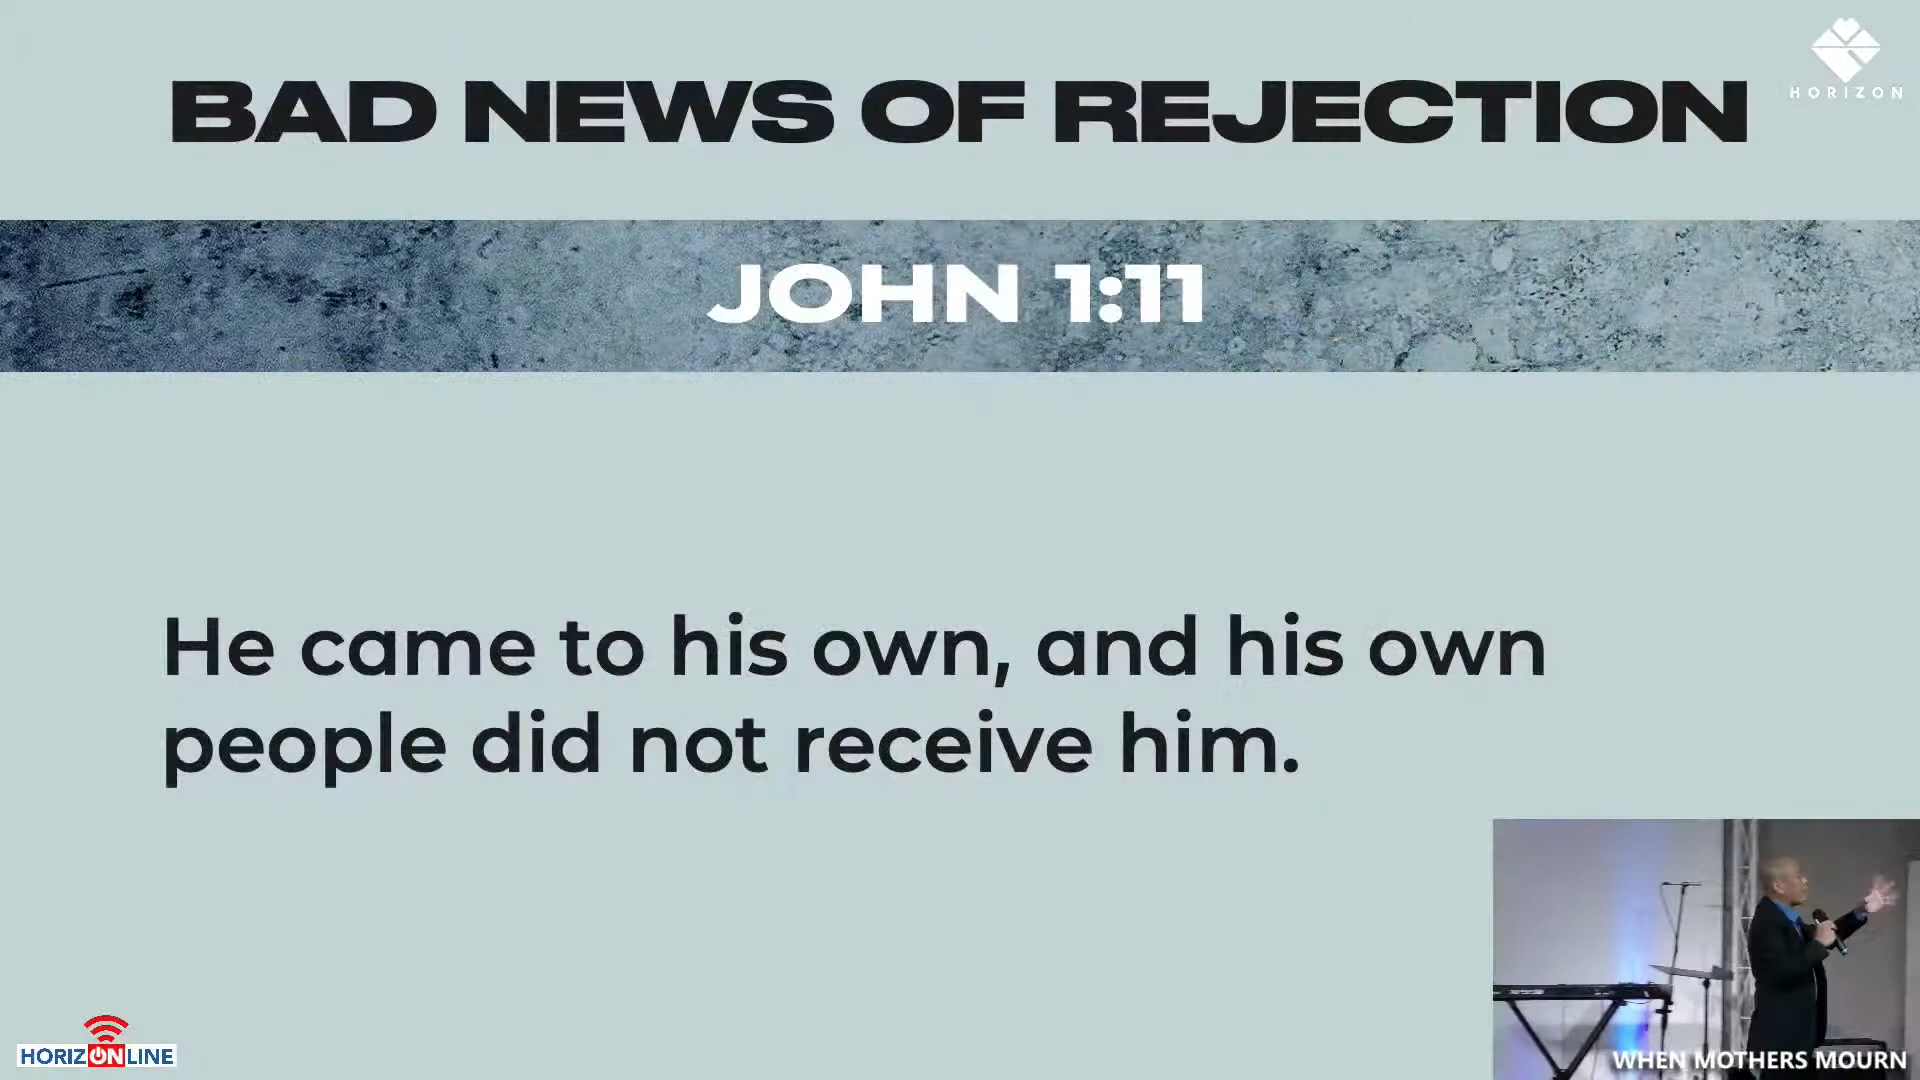 BAD NEWS OF REJECTION
HORIZON
JOHN 1:11
He came to his own, and his own
people did not receive him.
HORIZONLINE
WHEN MOTHERS MOURN